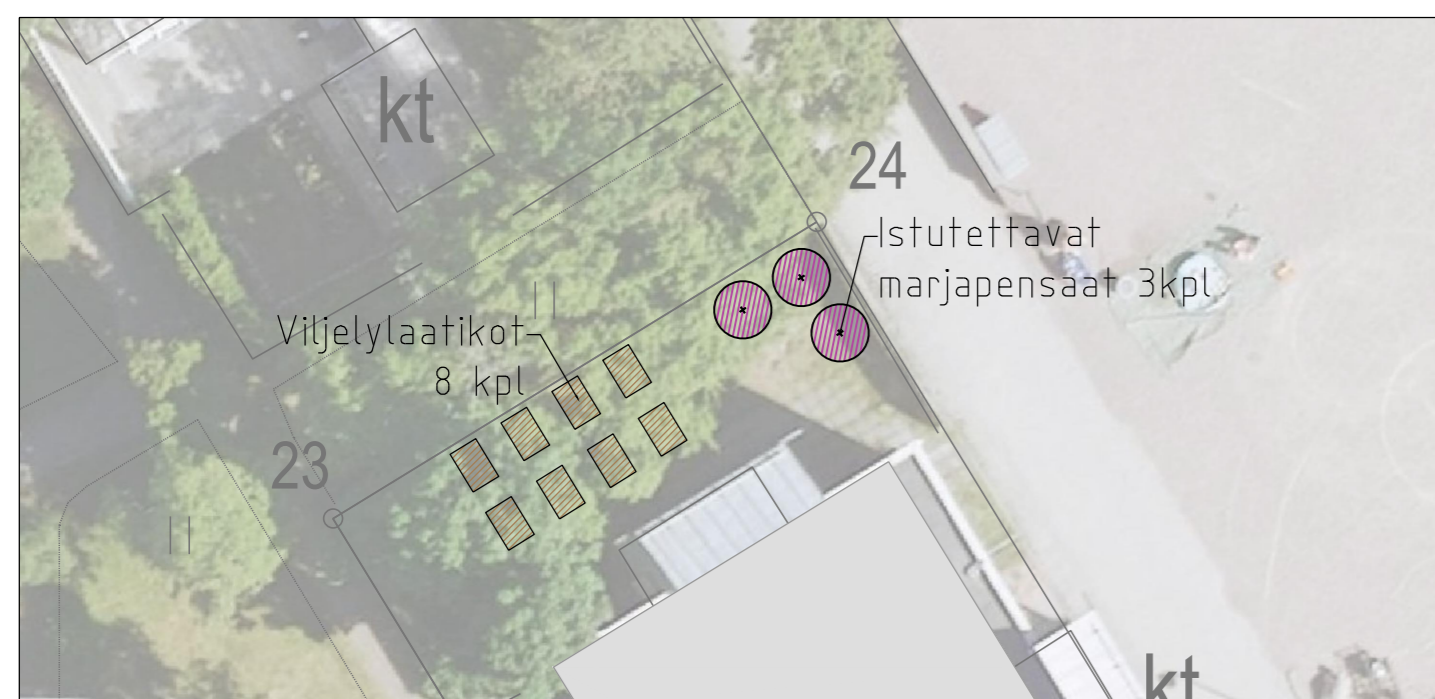 kt
24
Istutettavat
marjapensaat 3kpl
Viljelylaatikot
8 kpl
II
23
II
kt